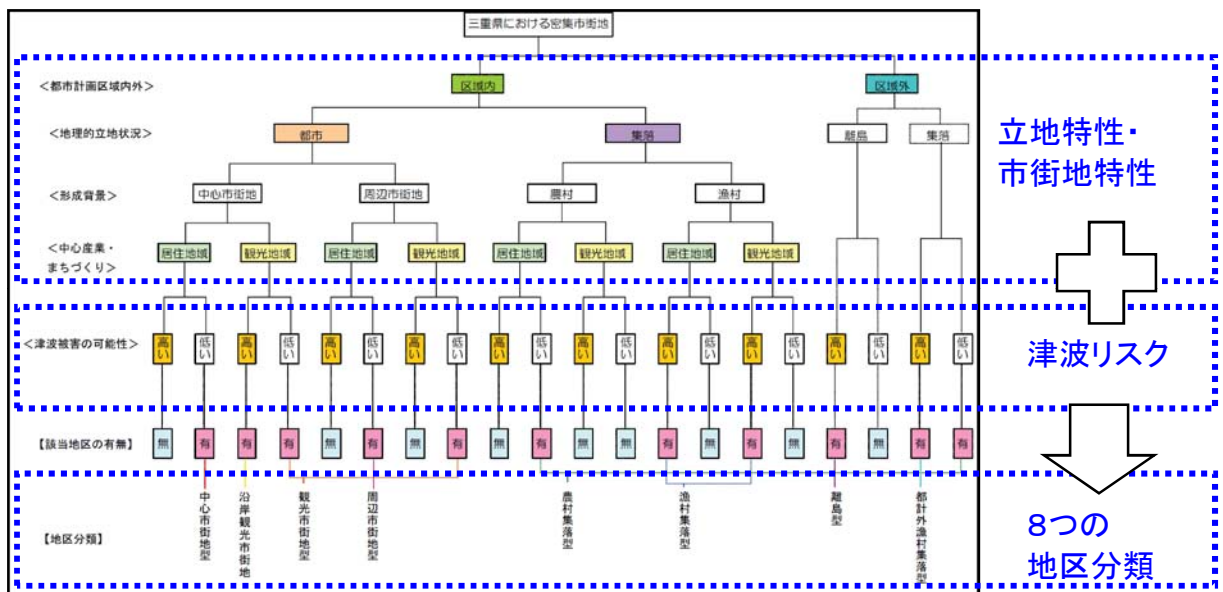 三重県における密集市街地
＜都市計画区域内外＞
区域内
区域外
＜地理的立地状況＞
都市
集落
離島
集落
立地特性・
市街地特性
＜形成背景＞
中心市街地
周辺市街地
農村
漁村
＜中心産業・
まちづくり＞
居住地域
観光地域
居住地域
観光地域
居住地域
観光地域
居住地域
観光地域
＜津波被害の可能性＞
高い
低い
高い
低い
高い
低い
高い
低い
高い
低い
高い
低い
高い
低い
高い
低い
高い
低い
高い
低い
津波リスク
【該当地区の有無】
無
有
有
有
無
有
無
有
無
有
無
無
有
無
有
無
有
無
有
有
【地区分類】
中心市街地型
沿岸観光市街地
観光市街地型
周辺市街地型
農村集落型
漁村集落型
離島型
都計外漁村集落型
8つの
地区分類